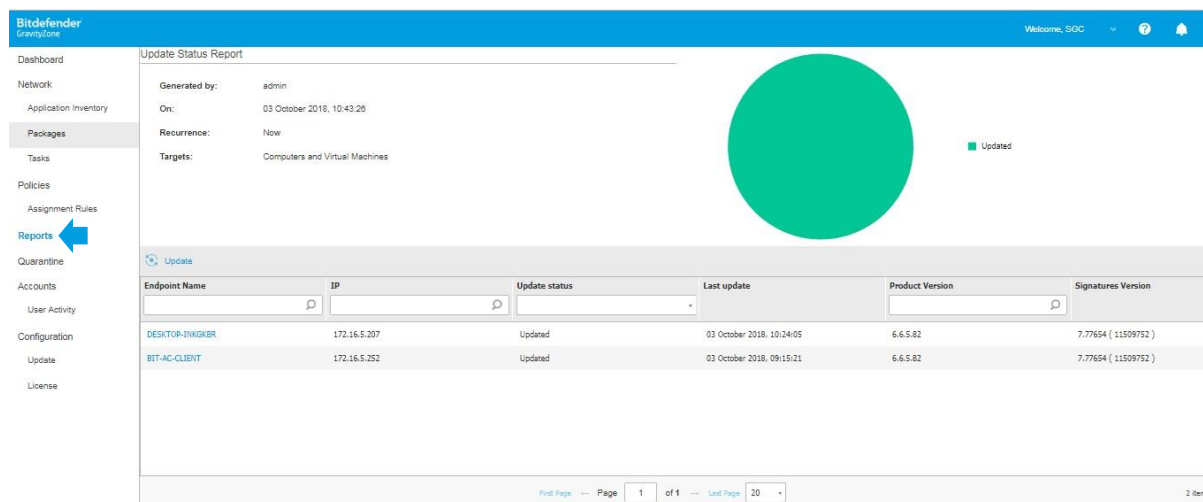 Bitdefender
GravityZone
Welcome, SGC
Dashboard
Network
Application Inventory
Packages
Tasks
Policies
Assignment Rules
Reports
Quarantine
Accounts
User Activity
Configuration
Update
License
Update Status Report
Generated by: admin
On: 03 October 2018, 10:43:26
Recurrence: Now
Targets: Computers and Virtual Machines
Updated
Update
Endpoint Name IP Update status Last update Product Version Signatures Version
DESKTOP-INKGKBR 172.16.5.207 Updated 03 October 2018, 10:24:05 6.6.5.82 7.77654 ( 11509752 )
BIT-AC-CLIENT 172.16.5.252 Updated 03 October 2018, 09:15:21 6.6.5.82 7.77654 ( 11509752 )
First Page ← Page 1 of 1 → Last Page 20